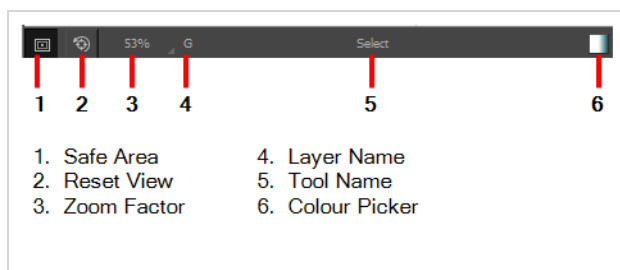 53% G Select
1 2 3 4 5 6
1. Safe Area
2. Reset View
3. Zoom Factor
4. Layer Name
5. Tool Name
6. Colour Picker